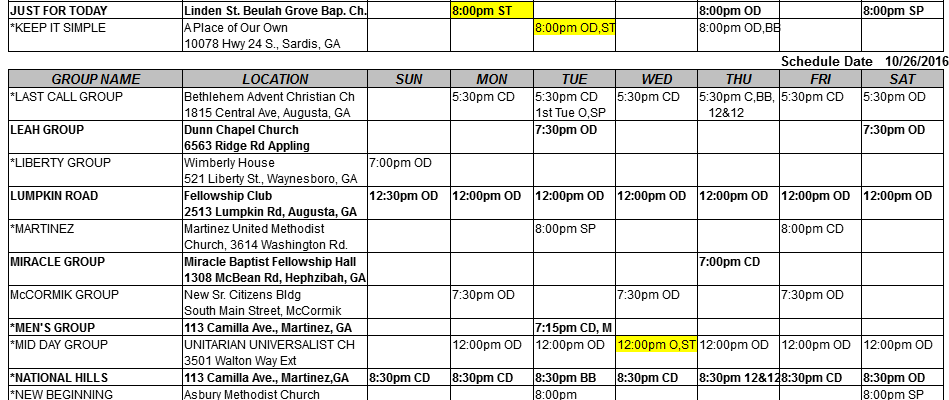 JUST FOR TODAY Linden St. Beulah Grove Bap. Ch. 8:00pm ST 8:00pm OD 8:00pm SP
*KEEP IT SIMPLE A Place of Our Own 8:00pm OD,ST 8:00pm OD,BB
10078 Hwy 24 S., Sardis, GA
Schedule Date 10/26/2016
GROUP NAME LOCATION SUN MON TUE WED THU FRI SAT
*LAST CALL GROUP Bethlehem Advent Christian Ch 5:30pm CD 5:30pm CD 5:30pm CD 5:30pm C,BB, 5:30pm CD 5:30pm OD
1815 Central Ave, Augusta, GA 1st Tue O,SP 12&12
LEAH GROUP Dunn Chapel Church 7:30pm OD 7:30pm OD
6563 Ridge Rd Appling
*LIBERTY GROUP Wimberly House 7:00pm OD
521 Liberty St., Waynesboro, GA
LUMPKIN ROAD Fellowship Club 12:30pm OD 12:00pm OD 12:00pm OD 12:00pm OD 12:00pm OD 12:00pm OD 12:00pm OD
2513 Lumpkin Rd, Augusta, GA
*MARTINEZ Martinez United Methodist 8:00pm SP 8:00pm CD
Church, 3614 Washington Rd.
MIRACLE GROUP Miracle Baptist Fellowship Hall 7:00pm CD
1308 McBean Rd, Hephzibah, GA
McCORMIK GROUP New Sr. Citizens Bldg 7:30pm OD 7:30pm OD 7:30pm OD
South Main Street, McCormik
*MEN'S GROUP 113 Camilla Ave., Martinez, GA 7:15pm CD, M
*MID DAY GROUP UNITARIAN UNIVERSALIST CH 12:00pm OD 12:00pm OD 12:00pm O,ST 12:00pm OD 12:00pm OD 12:00pm OD
3501 Walton Way Ext
*NATIONAL HILLS 113 Camilla Ave., Martinez,GA 8:30pm CD 8:30pm CD 8:30pm BB 8:30pm CD 8:30pm 12&12 8:30pm CD 8:30pm OD
*NEW BEGINNING Asbury Methodist Church 8:00pm 8:00pm SP